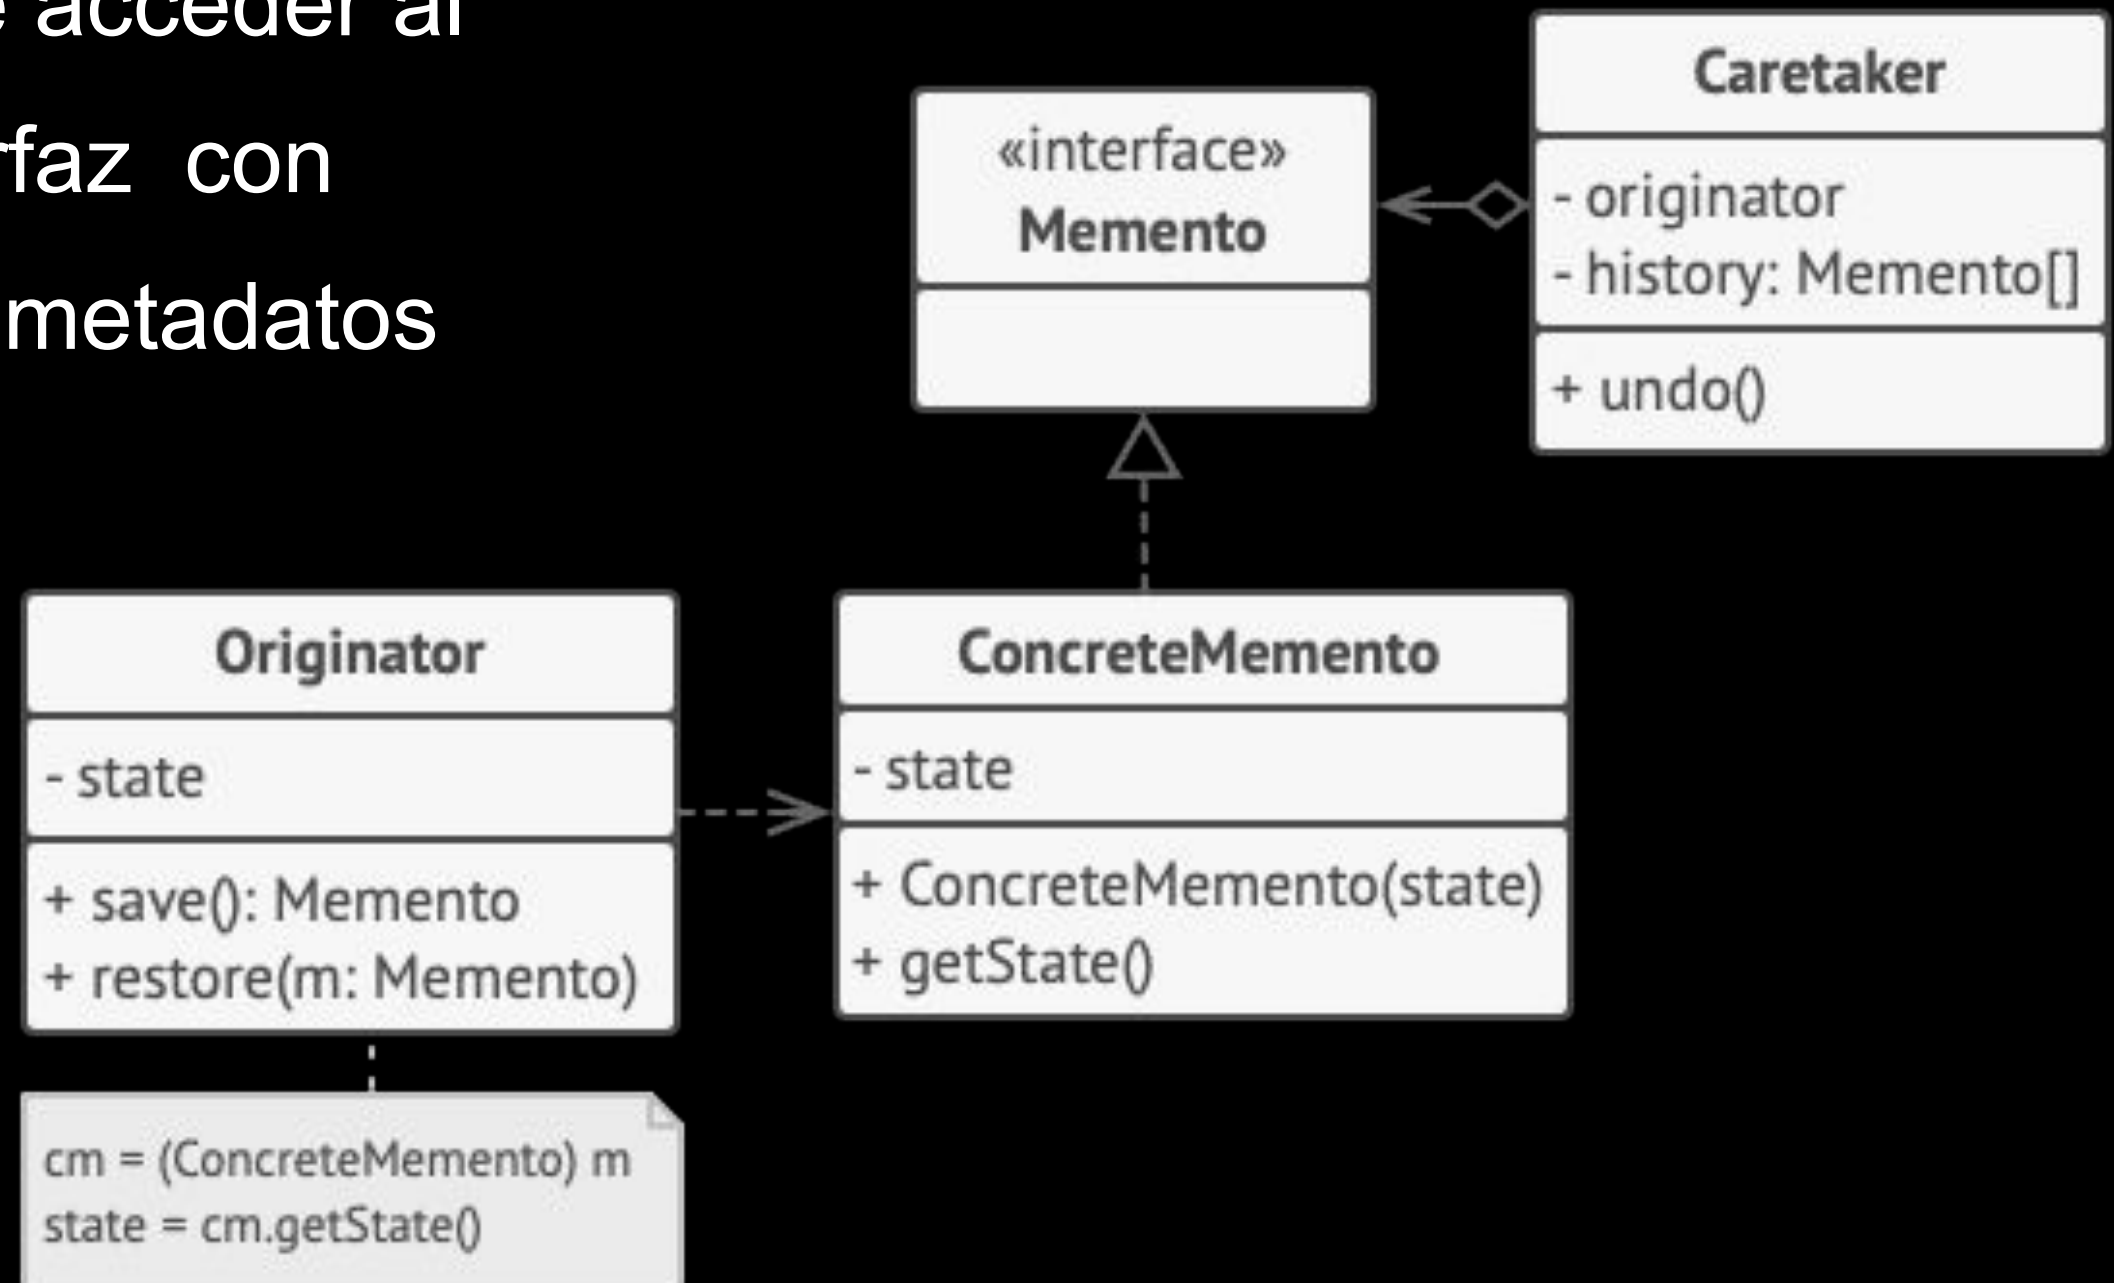 acceder al
con
metadatos
«interface»
Memento
Caretaker
- originator
- history: Memento[]
+ undo()
Originator
- state
+ save(): Memento
+ restore(m: Memento)
ConcreteMemento
- state
+ ConcreteMemento(state)
+ getState()
cm = (ConcreteMemento) m
state = cm.getState()